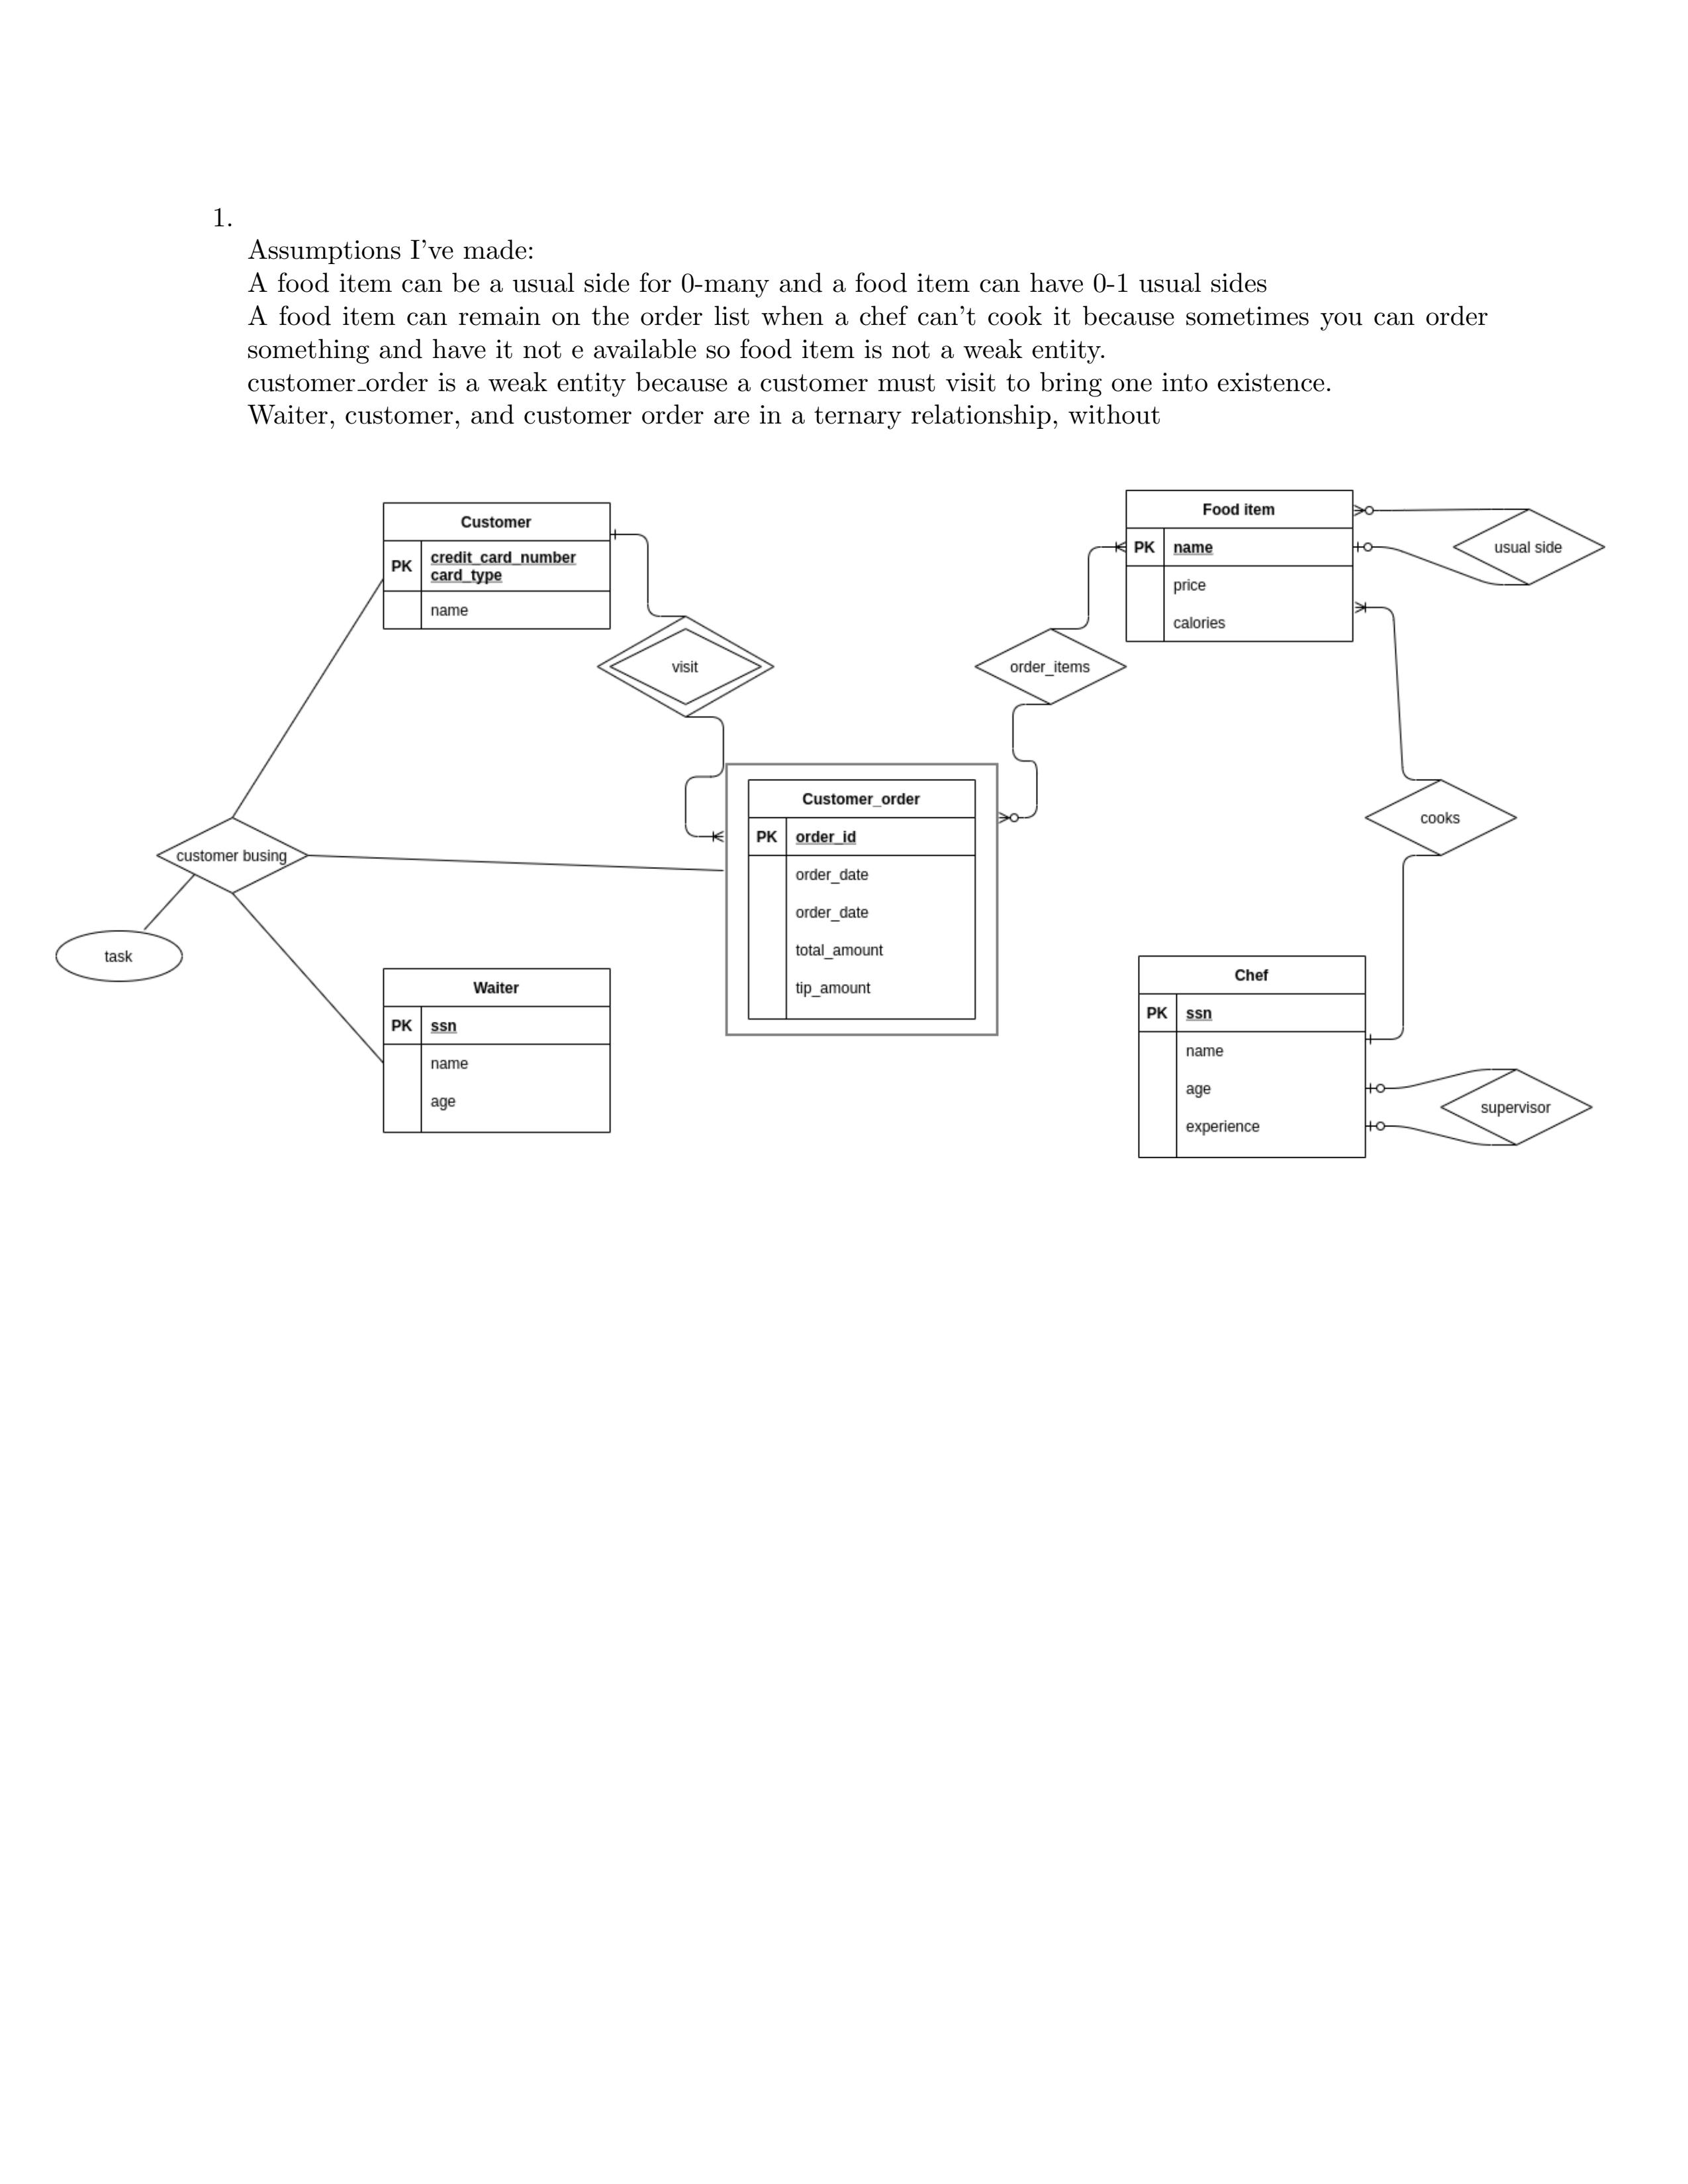 1.
Assumptions I've made:
A food item can be a usual side for 0-many and a food item can have 0-1 usual sides
A food item can remain on the order list when a chef can't cook it because sometimes you can order
something and have it not e available so food item is not a weak entity.
customer_order is a weak entity because a customer must visit to bring one into existence.
Waiter, customer, and customer order are in a ternary relationship, without
Customer
PK credit_card_number
card_type
name
visit
Food item
PK name
price
calories
usual side
order_items
customer busing
task
Customer_order
PK order_id
order_date
order_date
total_amount
tip_amount
cooks
Waiter
PK ssn
name
age
Chef
PK ssn
name
age
experience
supervisor